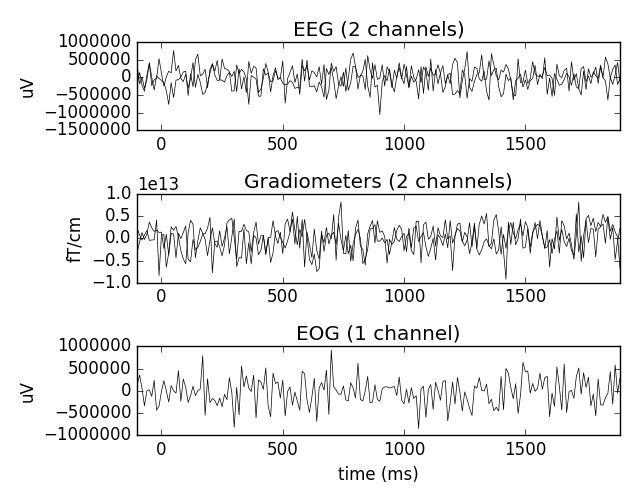 EEG (2 channels)
1000000
500000
0
−500000
−1000000
−1500000
uV
0 500 1000 1500
1e13 Gradiometers (2 channels)
1.0
0.5
0.0
−0.5
−1.0
fT/cm
0 500 1000 1500
EOG (1 channel)
1000000
500000
0
−500000
−1000000
uV
0 500 1000 1500
time (ms)